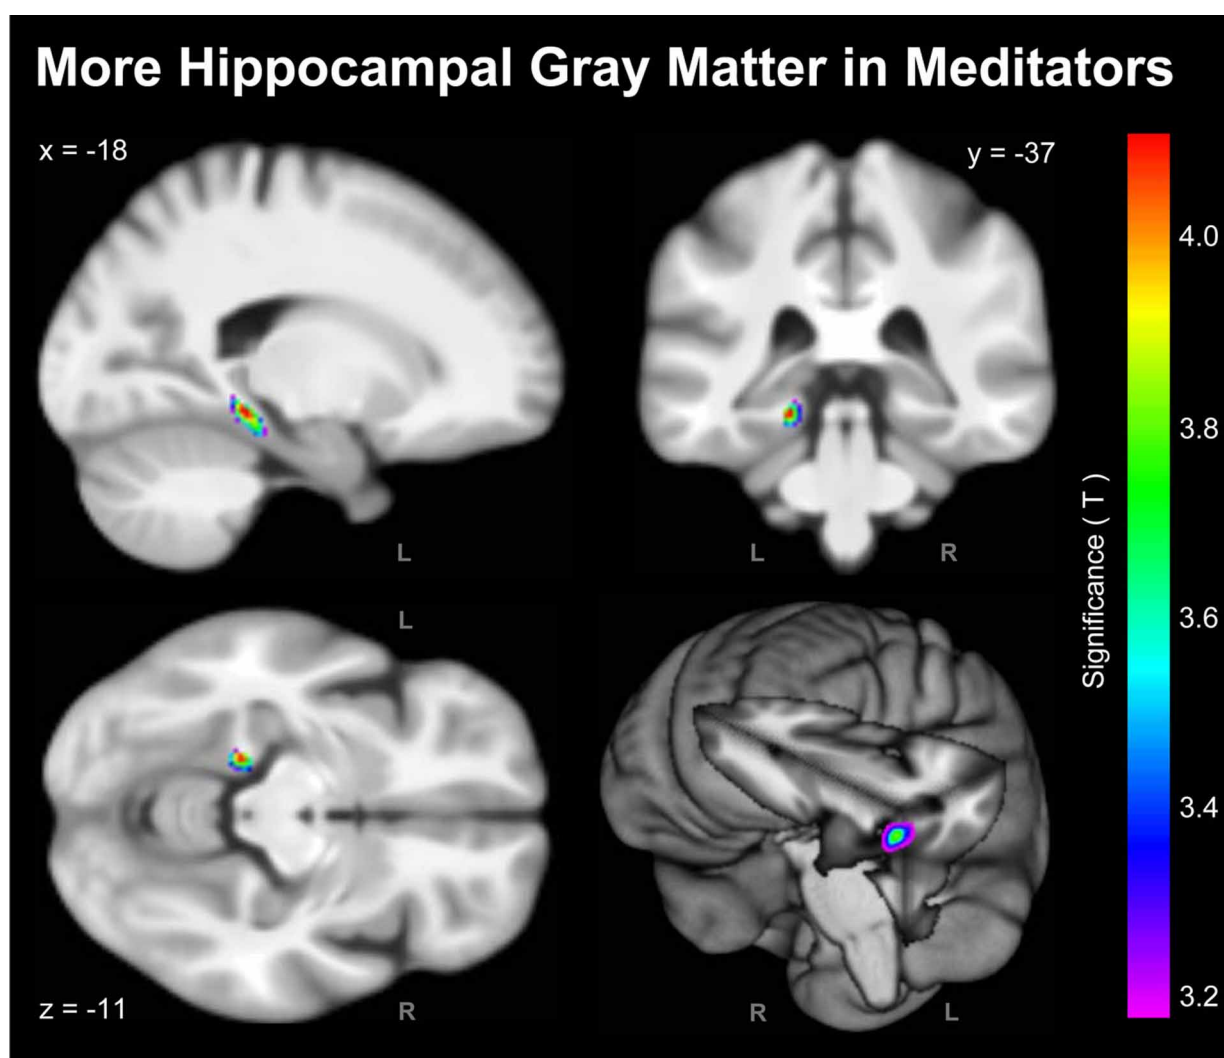 More Hippocampal Gray Matter in Meditators
x = -18
y = -37
4.0
3.8
3.6
3.4
3.2
Significance ( T )
L
L
R
L
z = -11
R
R
L